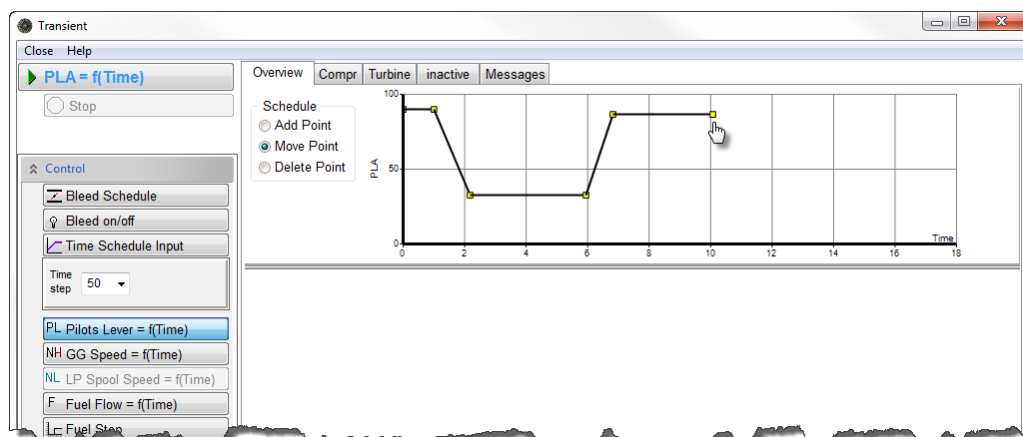 Transient
Close Help
PLA = f(Time)
Stop
Control
Bleed Schedule
Bleed on/off
Time Schedule Input
Time
step
50
PL Pilots Lever = f(Time)
NH GG Speed = f(Time)
NL LP Spool Speed = f(Time)
F Fuel Flow = f(Time)
Fuel Step
Overview Compr Turbine inactive Messages
Schedule
Add Point
Move Point
Delete Point
100
50
0
PLA
0 2 4 6 8 10 12 14 16 18
Time